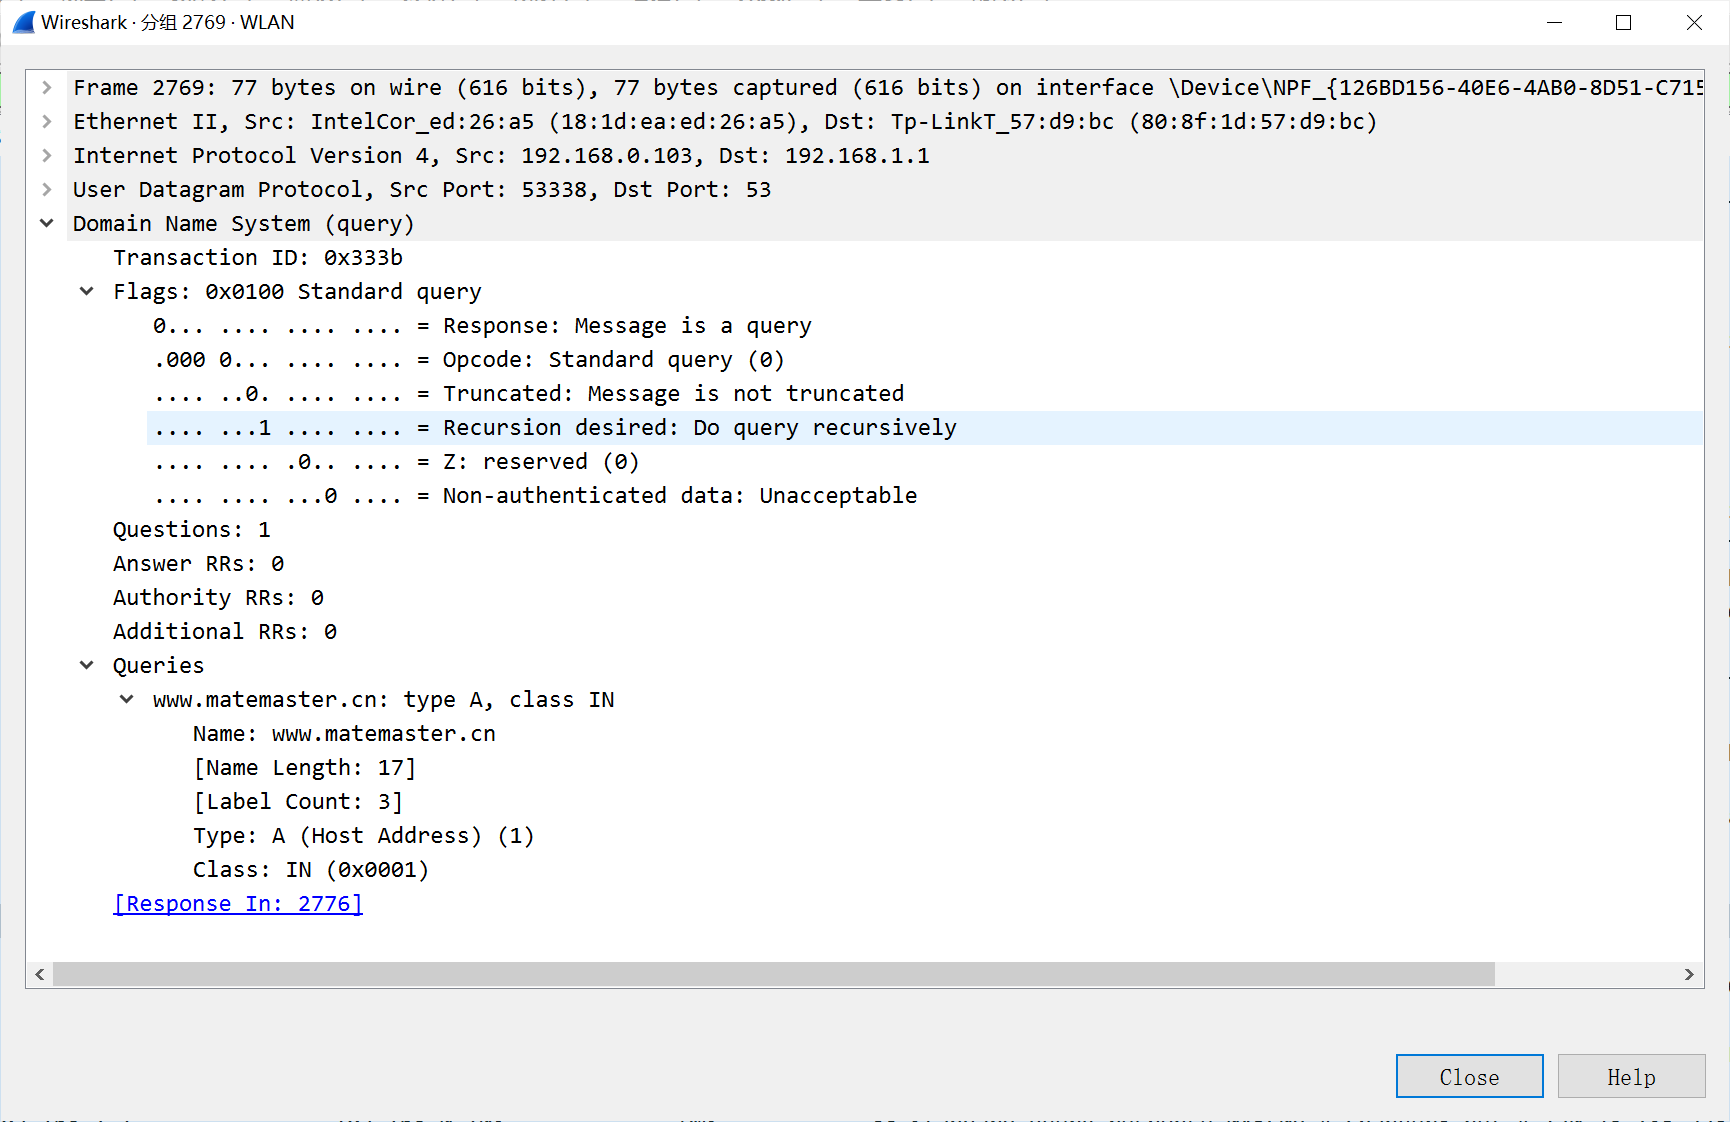 Wireshark · 分组 2769 · WLAN
Frame 2769: 77 bytes on wire (616 bits), 77 bytes captured (616 bits) on interface \Device\NPF_{126BD156-40E6-4AB0-8D51-C715
Ethernet II, Src: IntelCor_ed:26:a5 (18:1d:ea:ed:26:a5), Dst: Tp-LinkT_57:d9:bc (80:8f:1d:57:d9:bc)
Internet Protocol Version 4, Src: 192.168.0.103, Dst: 192.168.1.1
User Datagram Protocol, Src Port: 53338, Dst Port: 53
Domain Name System (query)
Transaction ID: 0x333b
Flags: 0x0100 Standard query
0... .... .... .... = Response: Message is a query
.000 0... .... .... = Opcode: Standard query (0)
.... ..0. .... .... = Truncated: Message is not truncated
.... ...1 .... .... = Recursion desired: Do query recursively
.... .... .0.. .... = Z: reserved (0)
.... .... ...0 .... = Non-authenticated data: Unacceptable
Questions: 1
Answer RRs: 0
Authority RRs: 0
Additional RRs: 0
Queries
www.matemaster.cn: type A, class IN
Name: www.matemaster.cn
[Name Length: 17]
[Label Count: 3]
Type: A (Host Address) (1)
Class: IN (0x0001)
[Response In: 2776]
Close
Help